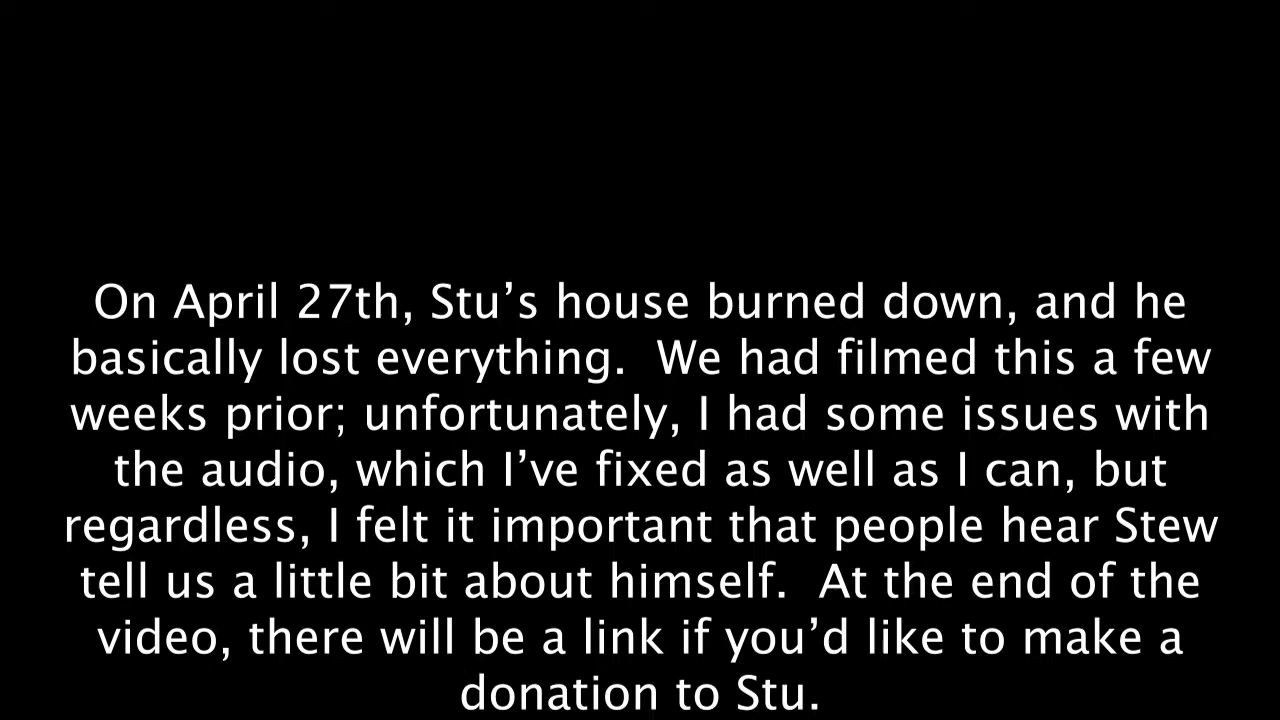 On April 27th, Stu’s house burned down, and he
basically lost everything.  We had filmed this a few
weeks prior; unfortunately, I had some issues with
the audio, which I’ve fixed as well as I can, but
regardless, I felt it important that people hear Stew
tell us a little bit about himself.  At the end of the
video, there will be a link if you’d like to make a
donation to Stu.